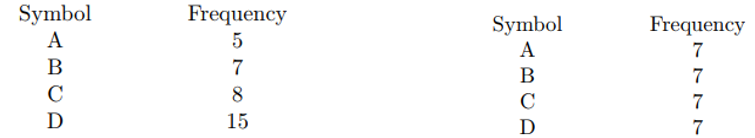 Symbol Frequency
A 5
B 7
C 8
D 15
Symbol Frequency
A 7
B 7
C 7
D 7